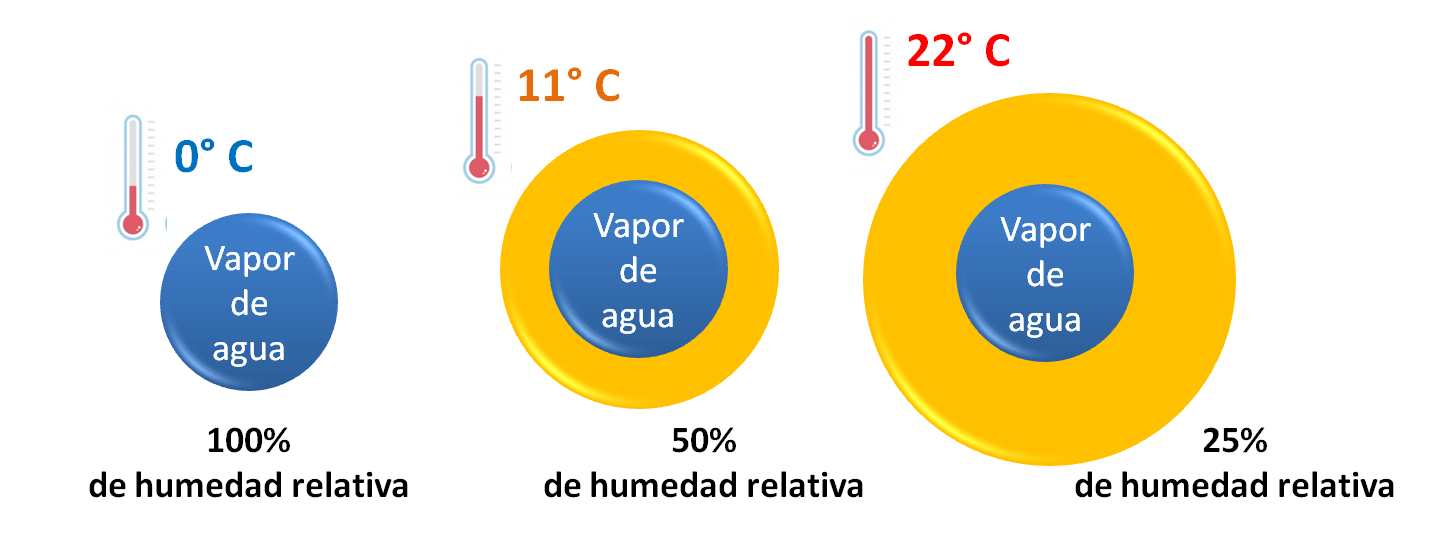 0° C
Vapor
de
agua
100%
de humedad relativa
11° C
Vapor
de
agua
50%
de humedad relativa
22° C
Vapor
de
agua
25%
de humedad relativa